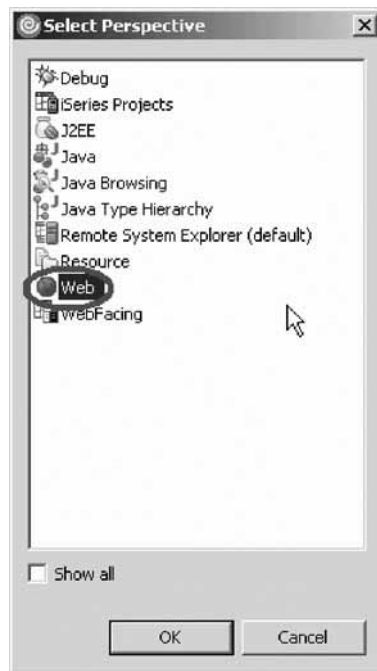 Select Perspective
Debug
iSeries Projects
J2EE
Java
Java Browsing
Java Type Hierarchy
Remote System Explorer (default)
Resource
Web
WebFacing
Show all
OK
Cancel